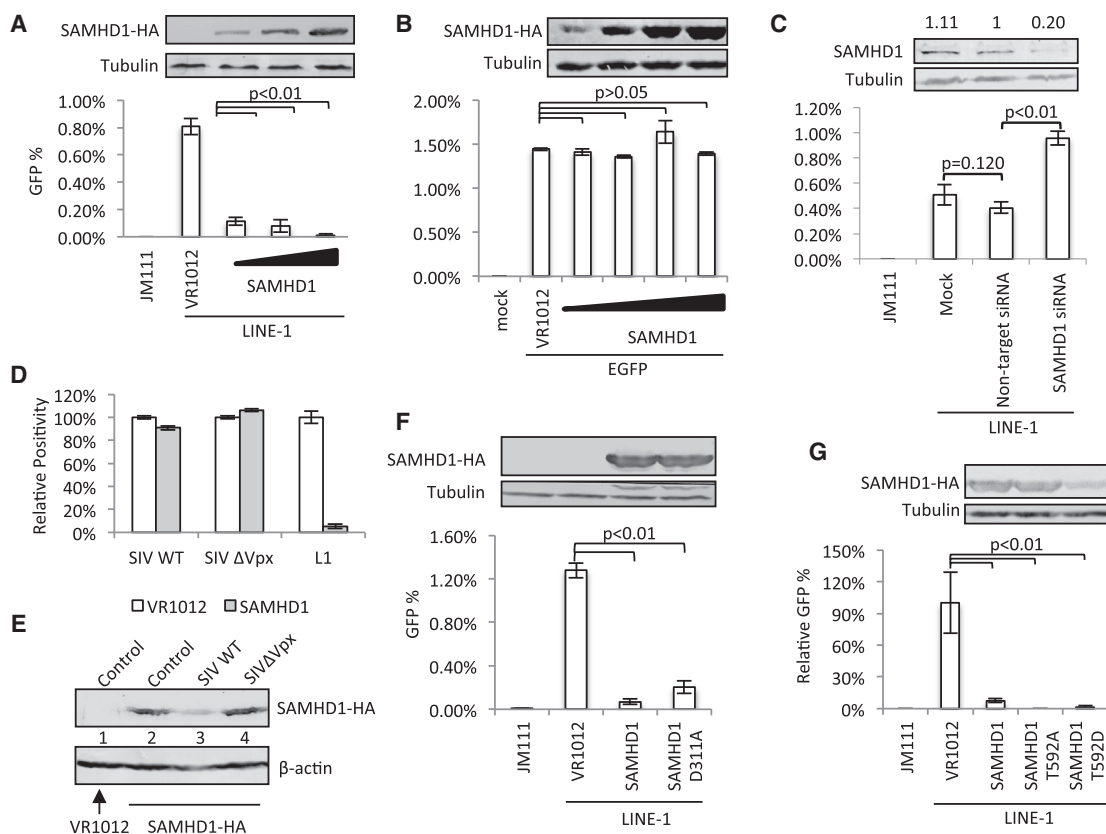 A
SAMHD1-HA
Tubulin
p<0.01
1.00%
0.80%
0.60%
0.40%
0.20%
0.00%
GFP %
JM111
VR1012
SAMHD1
LINE-1
B
SAMHD1-HA
Tubulin
p>0.05
2.00%
1.50%
1.00%
0.50%
0.00%
mock
VR1012
SAMHD1
EGFP
C
1.11 1 0.20
SAMHD1
Tubulin
p<0.01
p=0.120
1.20%
1.00%
0.80%
0.60%
0.40%
0.20%
0.00%
JM111
Mock
Non-target siRNA
SAMHD1 siRNA
LINE-1
D
120%
100%
80%
60%
40%
20%
0%
Relative Positivity
SIV WT SIV ΔVpx L1
VR1012 SAMHD1
E
Control
Control
SIV WT
SIVΔVpx
SAMHD1-HA
1 2 3 4
β-actin
VR1012 SAMHD1-HA
F
SAMHD1-HA
Tubulin
p<0.01
1.60%
1.20%
0.80%
0.40%
0.00%
GFP %
JM111
VR1012
SAMHD1
SAMHD1
D311A
LINE-1
G
SAMHD1-HA
Tubulin
p<0.01
150%
120%
90%
60%
30%
0%
Relative GFP %
JM111
VR1012
SAMHD1
SAMHD1
T592A
SAMHD1
T592D
LINE-1